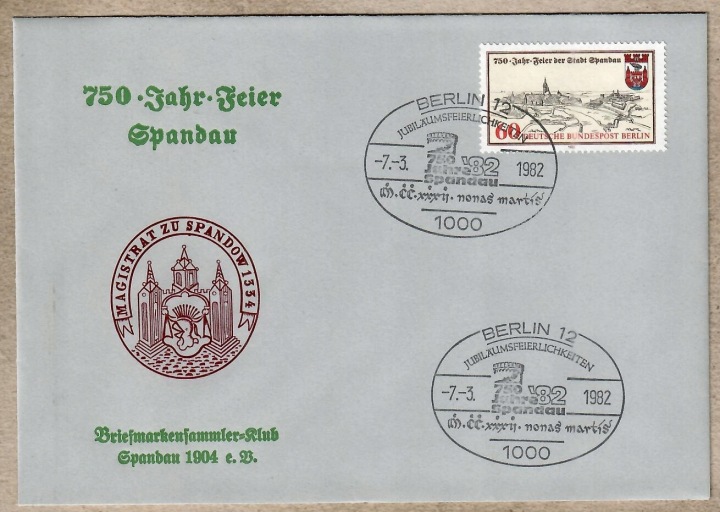 750-Jahr-Feier
Spandau
MAGISTRAT ZU SPANDOW 1334
Briefmarkensammler-Klub
Spandau 1904 e. V.
750-Jahr-Feier der Stadt Spandau
60 DEUTSCHE BUNDESPOST BERLIN
BERLIN 12
JUBILÄUMSFEIERLICHKEITEN
-7.-3. 1982
750
Jahre '82
Spandau
m. cc. xxxij. nonas martis
1000
BERLIN 12
JUBILÄUMSFEIERLICHKEITEN
-7.-3. 1982
750
Jahre '82
Spandau
m. cc. xxxij. nonas martis
1000